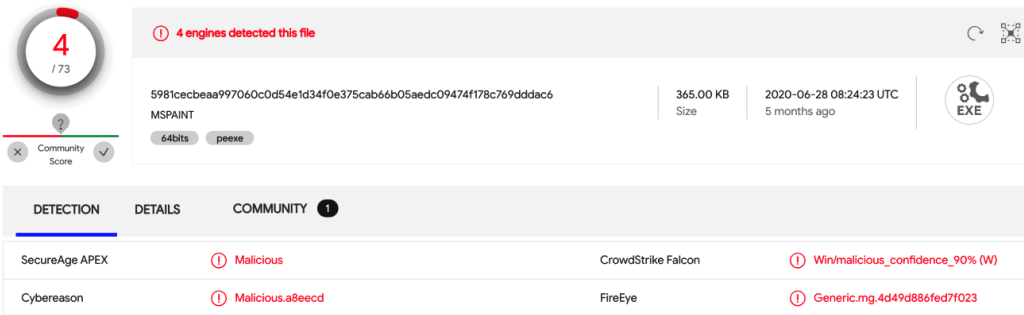 4
/ 73
?
Community
Score
4 engines detected this file
5981cecbeaa997060c0d54e1d34f0e375cab66b05aedc09474f178c769dddac6
MSPAINT
64bits peexe
365.00 KB
Size
2020-06-28 08:24:23 UTC
5 months ago
EXE
DETECTION DETAILS COMMUNITY 1
SecureAge APEX Malicious CrowdStrike Falcon Win/malicious_confidence_90% (W)
Cybereason Malicious.a8eecd FireEye Generic.mg.4d49d886fed7f023